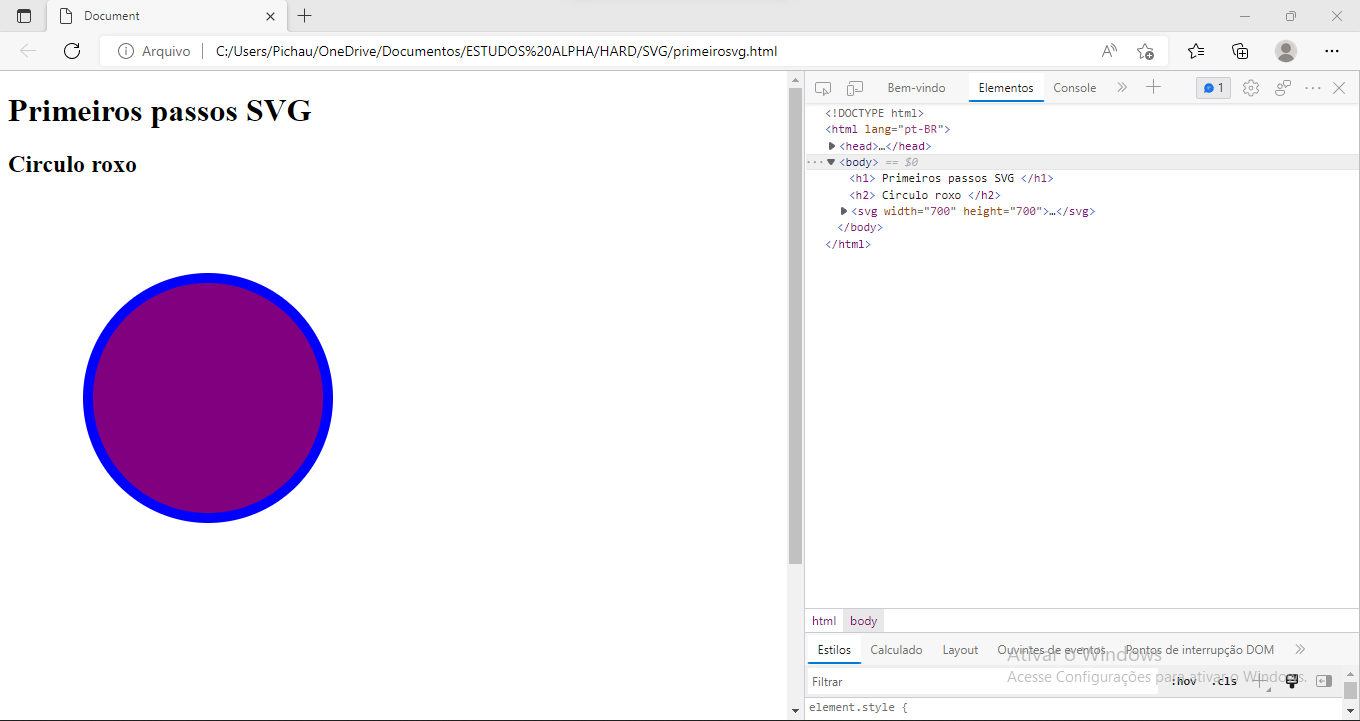 Document
Arquivo
C:/Users/Pichau/OneDrive/Documentos/ESTUDOS%20ALPHA/HARD/SVG/primeirosvg.html
Primeiros passos SVG
Circulo roxo
Bem-vindo
Elementos
Console
1
<!DOCTYPE html>
<html lang="pt-BR">
<head>…</head>
<body> == $0
<h1> Primeiros passos SVG </h1>
<h2> Circulo roxo </h2>
<svg width="700" height="700">…</svg>
</body>
</html>
html body
Estilos Calculado Layout Ouvintes de eventos Pontos de interrupção DOM
Ativar o Windows
Acesse Configurações para ativar o Windows.
Filtrar
:hov .cls
element.style {